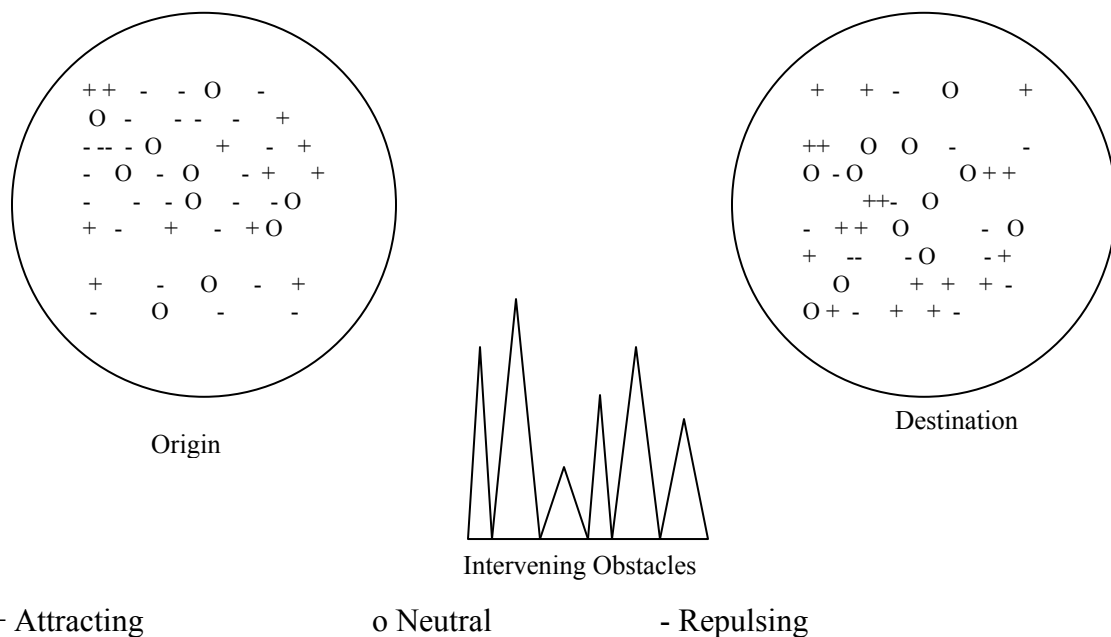 ++ - - O -
O - - - - +
- -- - O + - +
- O - O - + +
- - - O - - O
+ - + - + O
+ - O - +
- O - -
Origin
+ + - O +
++ O O - -
O - O O + +
++- O
- + + O - O
+ -- - O - +
O + + + -
O + - + + -
Destination
Intervening Obstacles
+ Attracting o Neutral - Repulsing